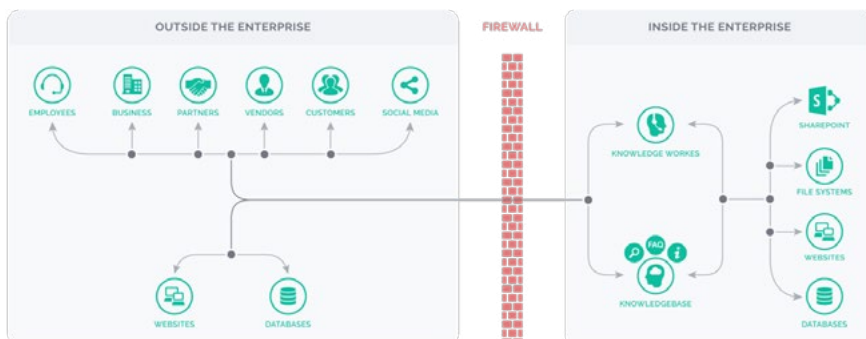 OUTSIDE THE ENTERPRISE
FIREWALL
INSIDE THE ENTERPRISE
EMPLOYEES
BUSINESS
PARTNERS
VENDORS
CUSTOMERS
SOCIAL MEDIA
KNOWLEDGE WORKES
S
SHAREPOINT
FILE SYSTEMS
FAQ
i
WEBSITES
KNOWLEDGEBASE
WEBSITES
DATABASES
DATABASES